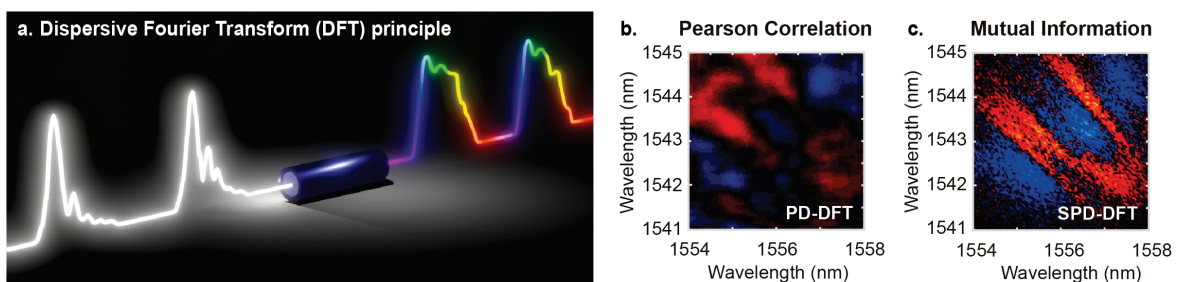 a. Dispersive Fourier Transform (DFT) principle
b. Pearson Correlation
1545
1544
1543
1542
1541
Wavelength (nm)
PD-DFT
1554
1556
1558
Wavelength (nm)
c. Mutual Information
1545
1544
1543
1542
1541
Wavelength (nm)
SPD-DFT
1554
1556
1558
Wavelength (nm)